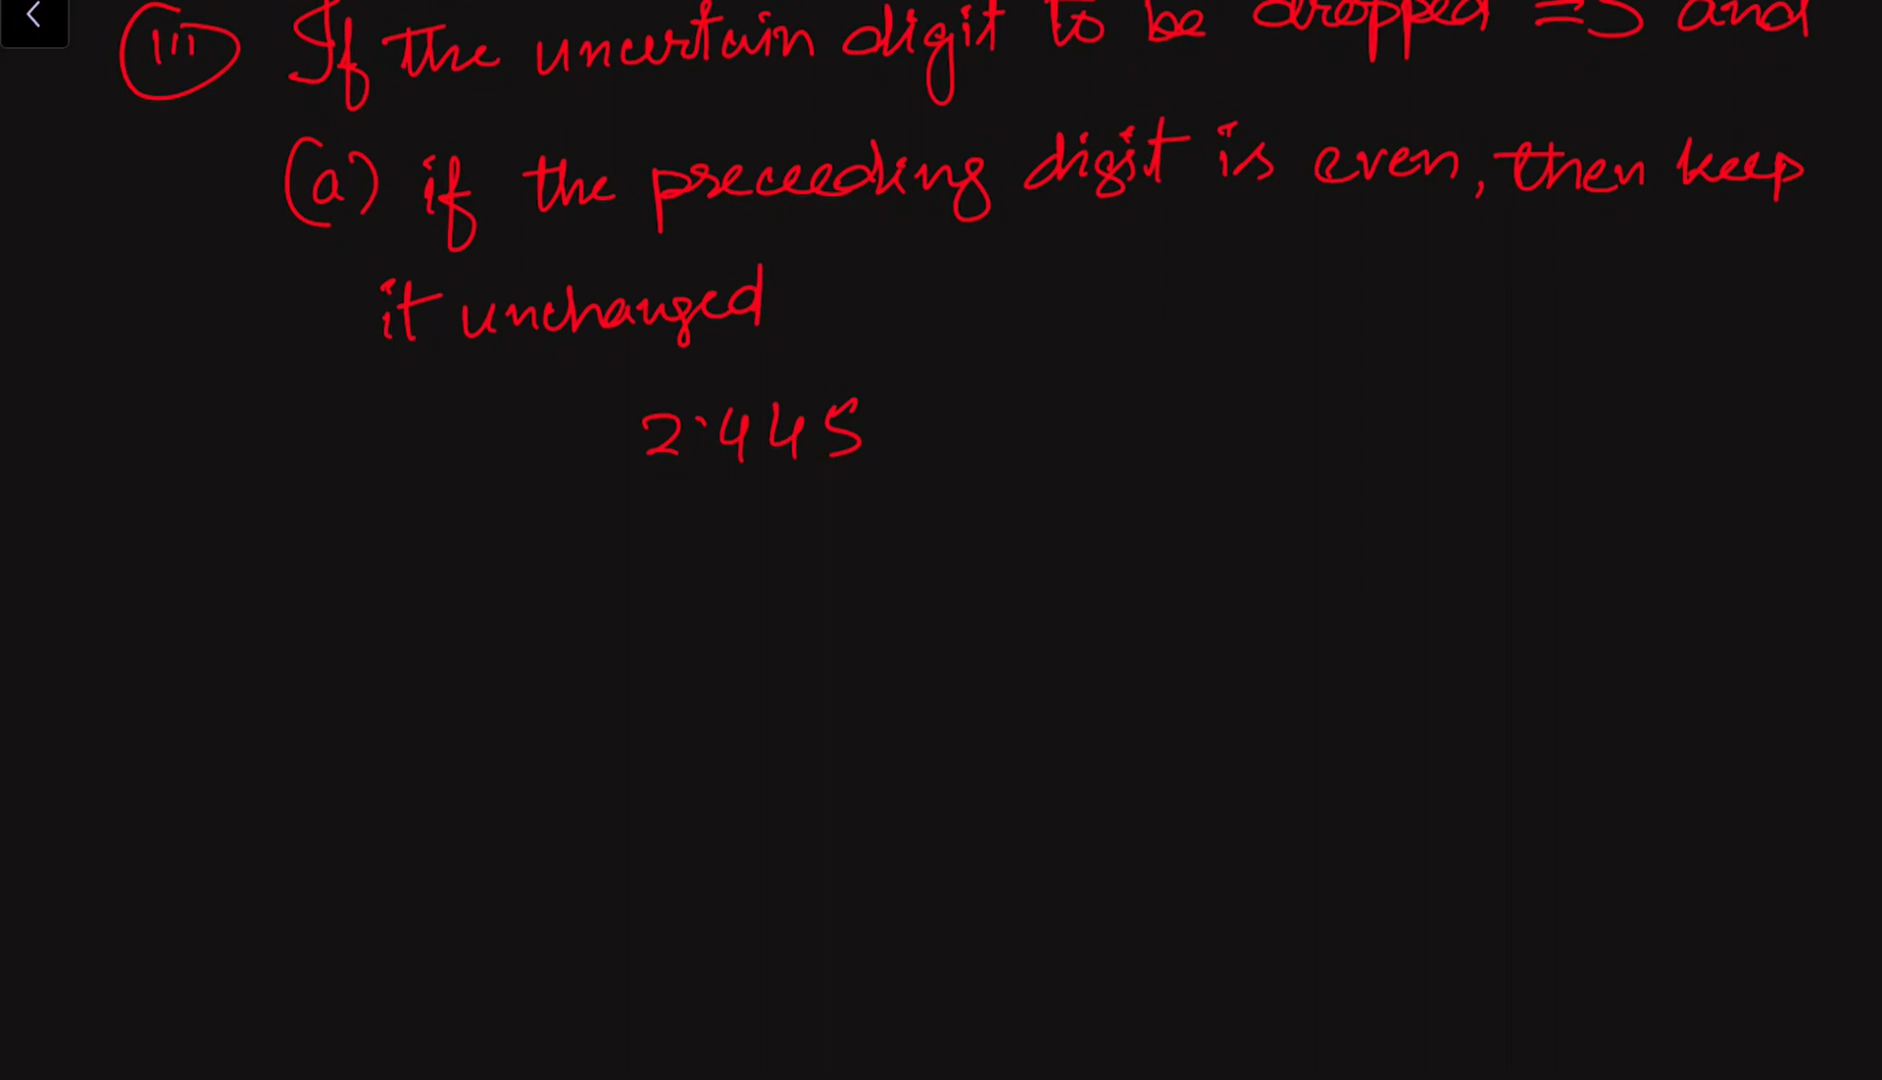 (iii) If the uncertain digit to be dropped = 5 and
(a) if the preceeding digit is even, then keep
it unchanged
2.445